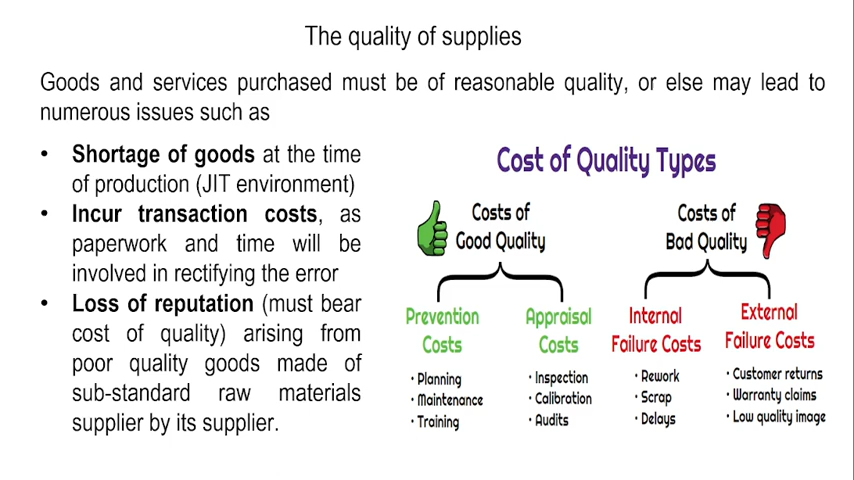 The quality of supplies
Goods and services purchased must be of reasonable quality, or else may lead to
numerous issues such as
• Shortage of goods at the time
of production (JIT environment)
• Incur transaction costs, as
paperwork and time will be
involved in rectifying the error
• Loss of reputation (must bear
cost of quality) arising from
poor quality goods made of
sub-standard raw materials
supplier by its supplier.
Cost of Quality Types
Costs of
Good Quality
Costs of
Bad Quality
Prevention
Costs
• Planning
• Maintenance
• Training
Appraisal
Costs
• Inspection
• Calibration
• Audits
Internal
Failure Costs
• Rework
• Scrap
• Delays
External
Failure Costs
• Customer returns
• Warranty claims
• Low quality image